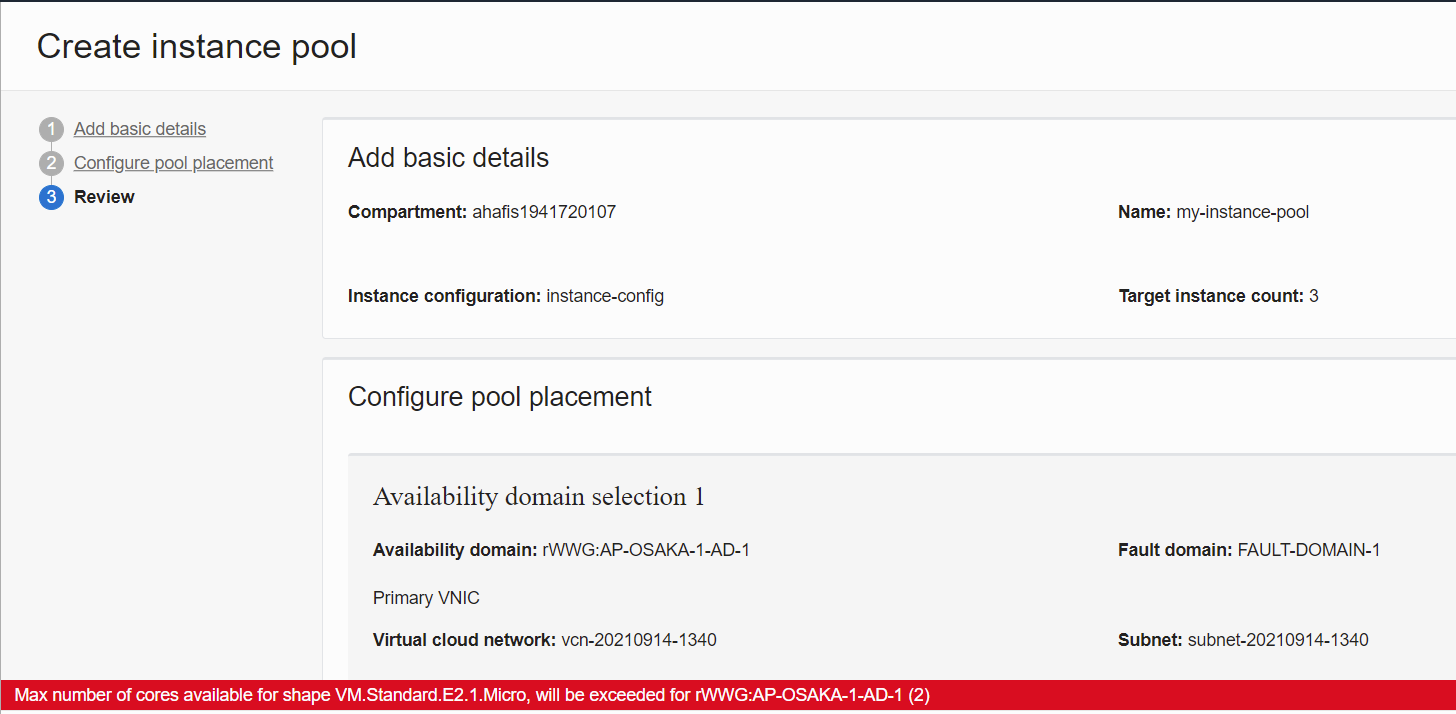 Create instance pool
1 Add basic details
2 Configure pool placement
3 Review
Add basic details
Compartment: ahafis1941720107
Name: my-instance-pool
Instance configuration: instance-config
Target instance count: 3
Configure pool placement
Availability domain selection 1
Availability domain: rWWG:AP-OSAKA-1-AD-1
Fault domain: FAULT-DOMAIN-1
Primary VNIC
Virtual cloud network: vcn-20210914-1340
Subnet: subnet-20210914-1340
Max number of cores available for shape VM.Standard.E2.1.Micro, will be exceeded for rWWG:AP-OSAKA-1-AD-1 (2)